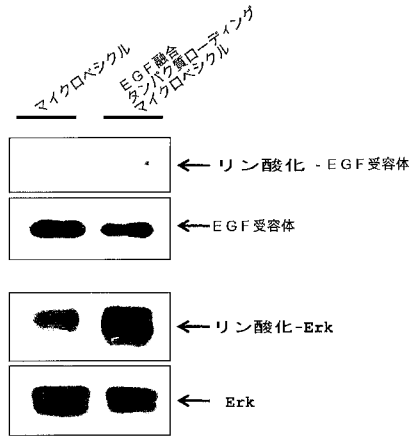 マイクロベシクル
EGF融合
タンパク質ローディング
マイクロベシクル
リン酸化 - EGF受容体
EGF受容体
リン酸化-Erk
Erk